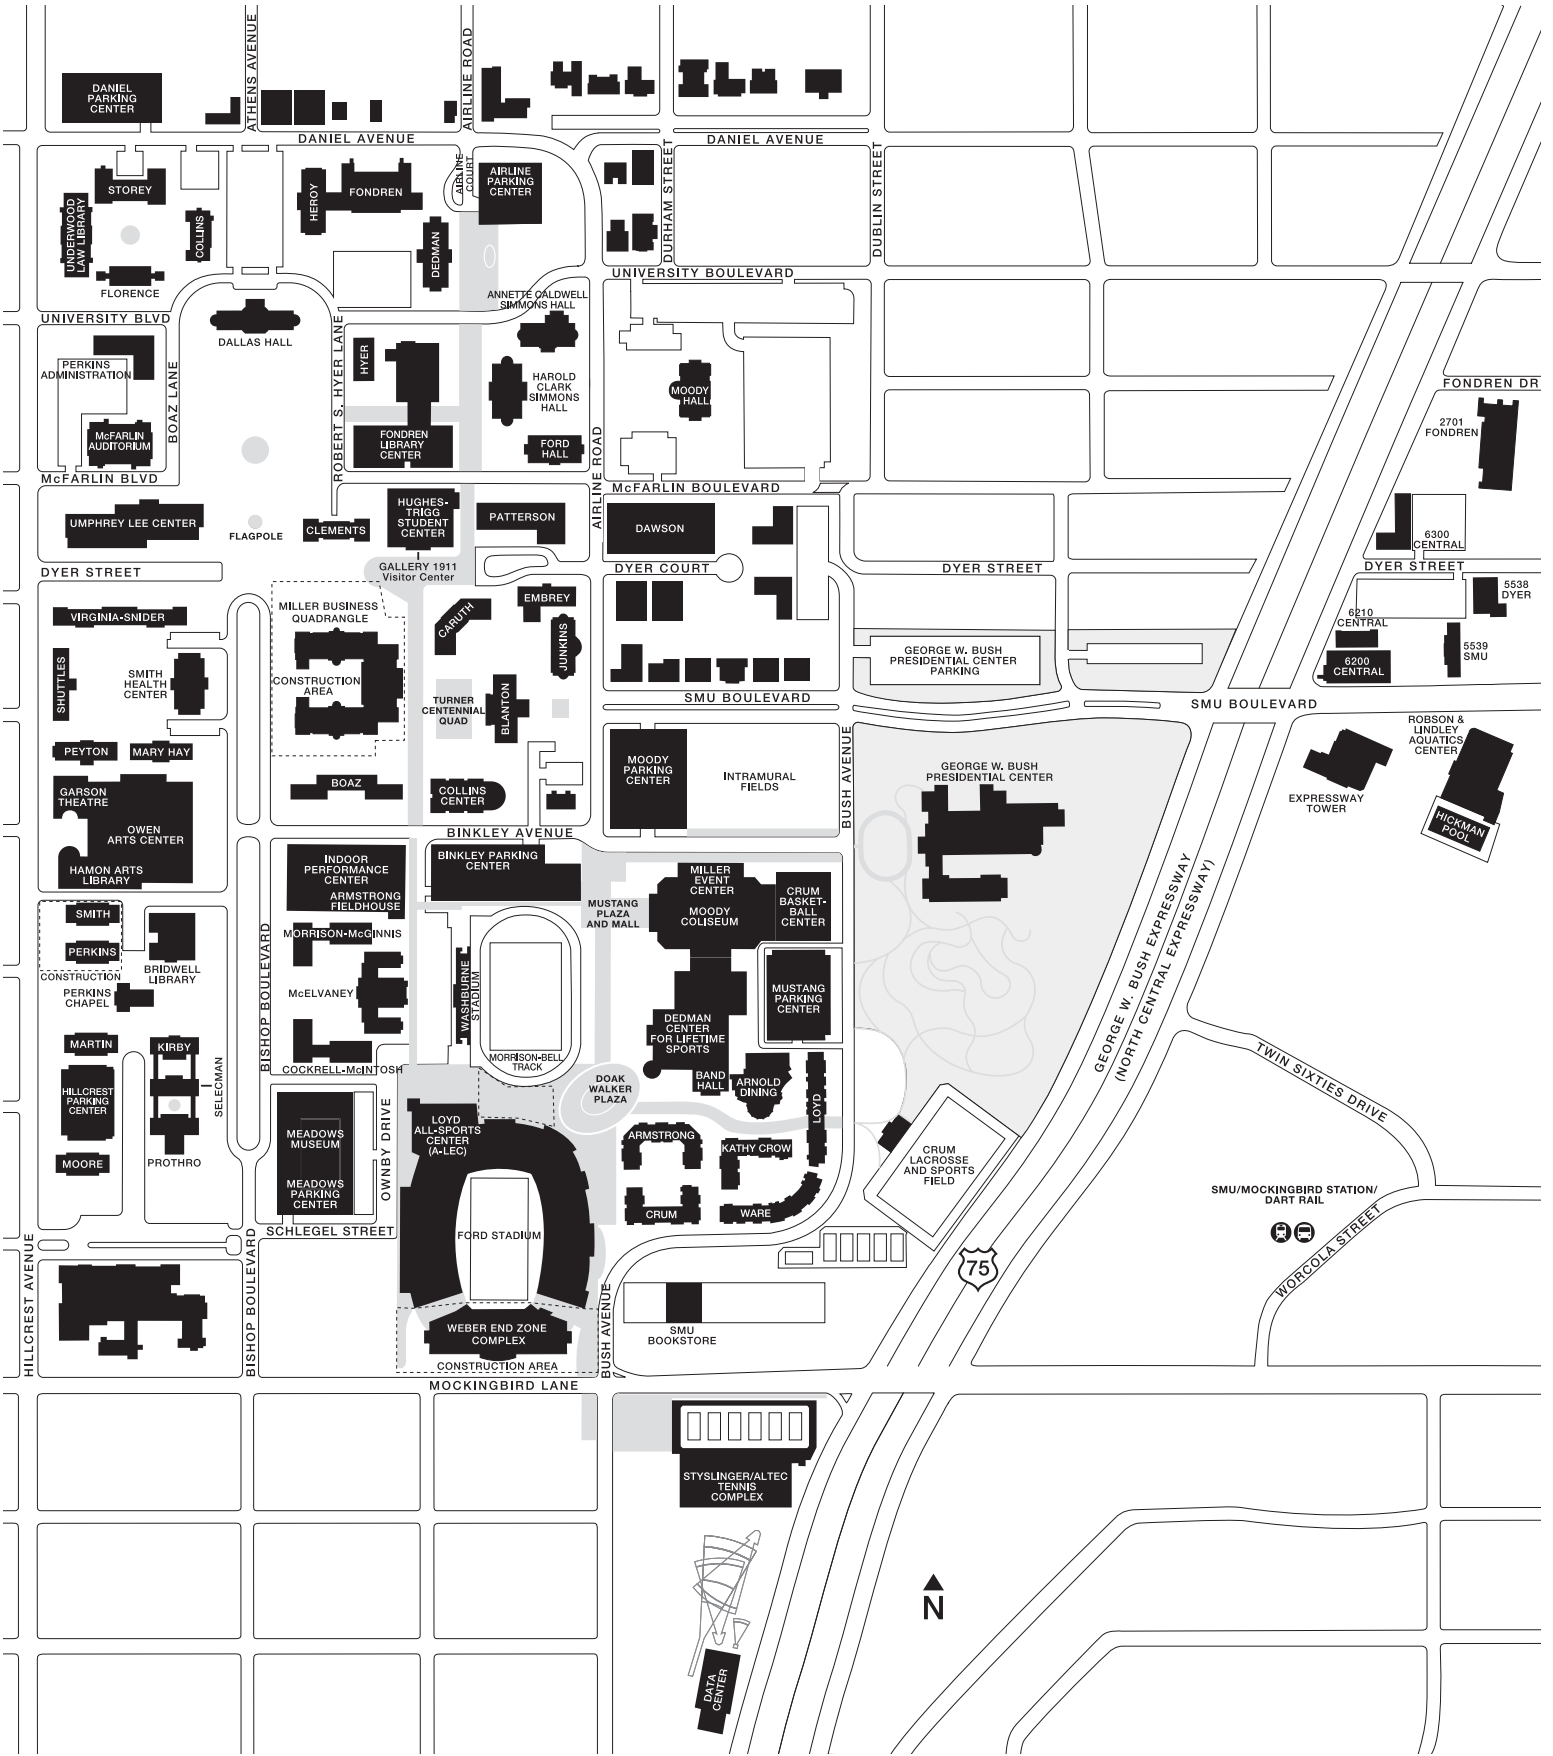 ATHENS AVENUE
AIRLINE ROAD
DANIEL
PARKING
CENTER
DANIEL AVENUE
DANIEL AVENUE
STOREY
UNDERWOOD
LAW LIBRARY
COLLINS
FLORENCE
HEROY
FONDREN
DEDMAN
AIRLINE
COURT
AIRLINE
PARKING
CENTER
DURHAM STREET
DUBLIN STREET
UNIVERSITY BOULEVARD
UNIVERSITY BLVD
DALLAS HALL
ANNETTE CALDWELL
SIMMONS HALL
PERKINS
ADMINISTRATION
BOAZ LANE
ROBERT S. HYER LANE
HYER
HAROLD
CLARK
SIMMONS
HALL
MOODY
HALL
FONDREN DR
2701
FONDREN
McFARLIN
AUDITORIUM
FONDREN
LIBRARY
CENTER
FORD
HALL
AIRLINE ROAD
McFARLIN BLVD
McFARLIN BOULEVARD
UMPHREY LEE CENTER
FLAGPOLE
CLEMENTS
HUGHES-
TRIGG
STUDENT
CENTER
PATTERSON
DAWSON
6300
CENTRAL
GALLERY 1911
Visitor Center
DYER STREET
DYER COURT
DYER STREET
DYER STREET
5538
DYER
VIRGINIA-SNIDER
MILLER BUSINESS
QUADRANGLE
CARUTH
EMBREY
JUNKINS
6210
CENTRAL
6200
CENTRAL
5539
SMU
SHUTTLES
SMITH
HEALTH
CENTER
CONSTRUCTION
AREA
TURNER
CENTENNIAL
QUAD
BLANTON
GEORGE W. BUSH
PRESIDENTIAL CENTER
PARKING
SMU BOULEVARD
SMU BOULEVARD
PEYTON
MARY HAY
MOODY
PARKING
CENTER
INTRAMURAL
FIELDS
BUSH AVENUE
GEORGE W. BUSH
PRESIDENTIAL CENTER
ROBSON &
LINDLEY
AQUATICS
CENTER
EXPRESSWAY
TOWER
HICKMAN
POOL
GARSON
THEATRE
OWEN
ARTS CENTER
HAMON ARTS
LIBRARY
BOAZ
COLLINS
CENTER
BINKLEY AVENUE
INDOOR
PERFORMANCE
CENTER
ARMSTRONG
FIELDHOUSE
BINKLEY PARKING
CENTER
MUSTANG
PLAZA
AND MALL
MILLER
EVENT
CENTER
MOODY
COLISEUM
CRUM
BASKET-
BALL
CENTER
GEORGE W. BUSH EXPRESSWAY
(NORTH CENTRAL EXPRESSWAY)
SMITH
PERKINS
CONSTRUCTION
BRIDWELL
LIBRARY
PERKINS
CHAPEL
BISHOP BOULEVARD
MORRISON-McGINNIS
McELVANEY
COCKRELL-McINTOSH
WASHBURNE
STADIUM
MORRISON-BELL
TRACK
DEDMAN
CENTER
FOR LIFETIME
SPORTS
MUSTANG
PARKING
CENTER
MARTIN
KIRBY
HILLCREST
PARKING
CENTER
SELECMAN
MOORE
PROTHRO
DOAK
WALKER
PLAZA
BAND
HALL
ARNOLD
DINING
LOYD
TWIN SIXTIES DRIVE
MEADOWS
MUSEUM
MEADOWS
PARKING
CENTER
OWNBY DRIVE
LOYD
ALL-SPORTS
CENTER
(A-LEC)
ARMSTRONG
KATHY CROW
CRUM
WARE
CRUM
LACROSSE
AND SPORTS
FIELD
SMU/MOCKINGBIRD STATION/
DART RAIL
WORCOLA STREET
SCHLEGEL STREET
FORD STADIUM
75
HILLCREST AVENUE
BISHOP BOULEVARD
WEBER END ZONE
COMPLEX
CONSTRUCTION AREA
BUSH AVENUE
SMU
BOOKSTORE
MOCKINGBIRD LANE
STYSLINGER/ALTEC
TENNIS
COMPLEX
DATA
CENTER
N